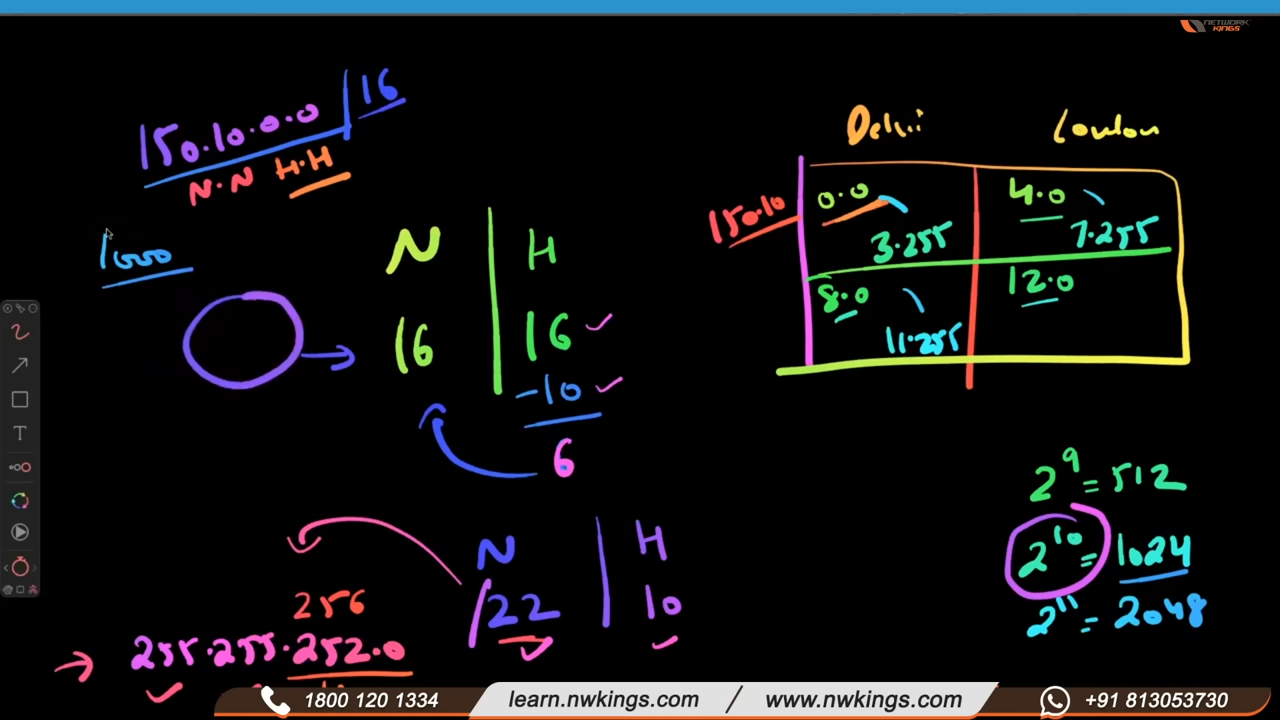 NETWORK
KINGS
150.10.0.0/16
N.N H.H
1000
N H
16 16
-10
6
N H
/22 10
256
255.255.252.0
Delhi London
150.10
0.0 4.0
3.255 7.255
8.0 12.0
11.255
2^9 = 512
2^10 = 1024
2^11 = 2048
T
1800 120 1334 learn.nwkings.com / www.nwkings.com +91 813053730